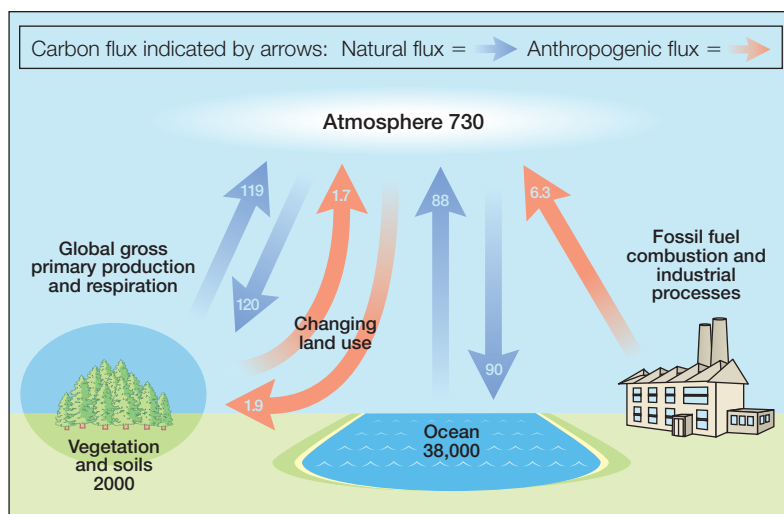 Carbon flux indicated by arrows: Natural flux = Anthropogenic flux =
Atmosphere 730
119
120
1.7
1.9
88
90
6.3
Global gross
primary production
and respiration
Changing
land use
Fossil fuel
combustion and
industrial
processes
Vegetation
and soils
2000
Ocean
38,000